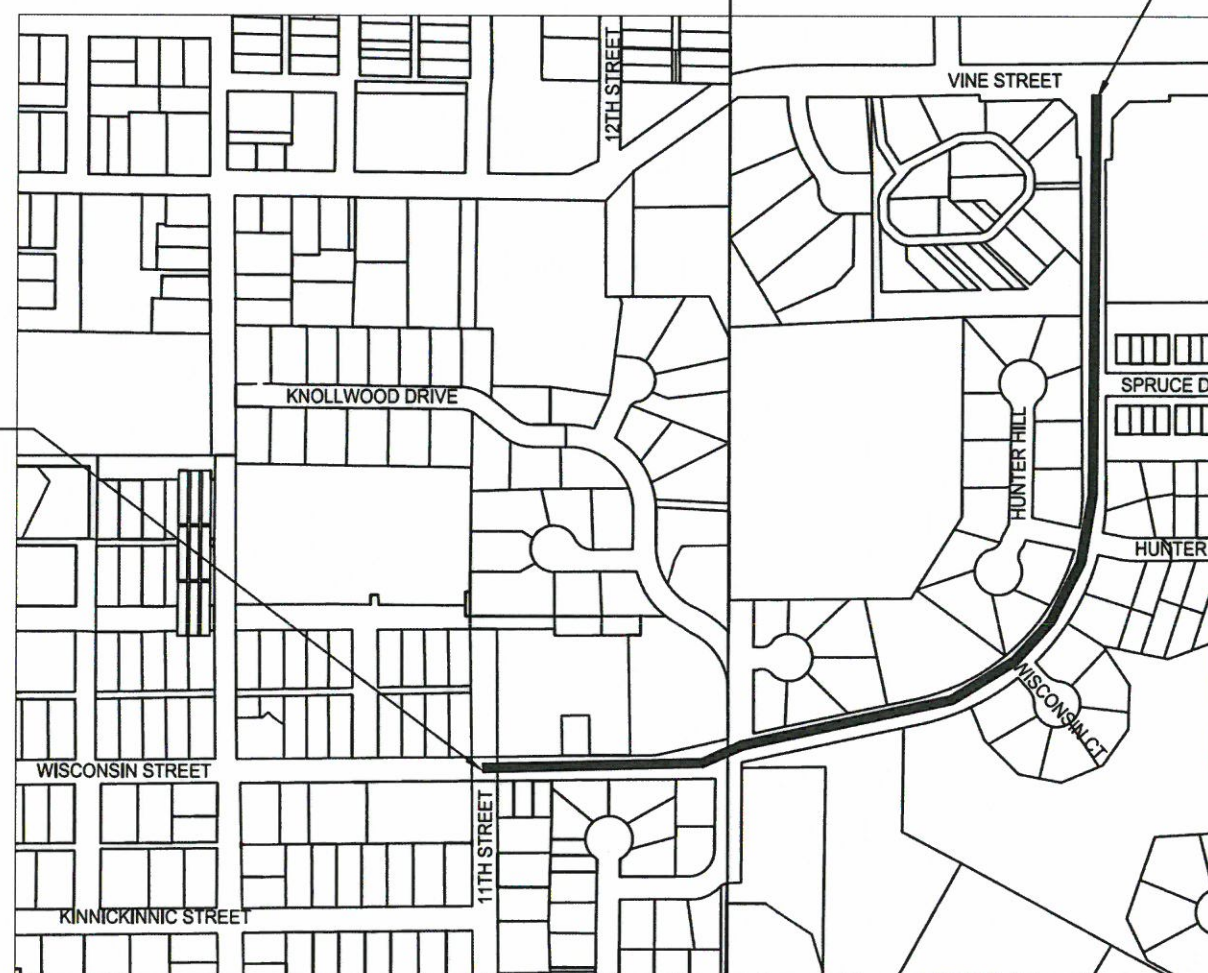 12TH STREET
VINE STREET
KNOLLWOOD DRIVE
SPRUCE D
HUNTER HILL
HUNTER
WISCONSIN CT
WISCONSIN STREET
11TH STREET
KINNICKINNIC STREET